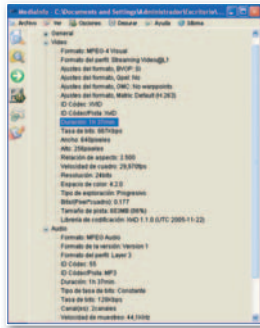 MediaInfo - C:\Documents and Settings\Administrador\Escritorio\
Archivo Ver Opciones Depurar Ayuda Idioma
General
Video
Formato: MPEG-4 Visual
Formato del perfil: Streaming Video@L1
Ajustes del formato, BVOP: Sí
Ajustes del formato, Qpel: No
Ajustes del formato, GMC: No warppoints
Ajustes del formato, Matrix: Default (H.263)
ID Códec: XVID
ID Códec/Pista: XviD
Duración: 1h 37min.
Tasa de bits: 987Kbps
Ancho: 640pixeles
Alto: 256pixeles
Relación de aspecto: 2.500
Velocidad de cuadro: 29,970fps
Resolución: 24bits
Espacio de color: 4:2:0
Tipo de exploración: Progresivo
Bits/(Pixel*cuadro): 0.177
Tamaño de pista: 683MB (86%)
Librería de codificación: XviD 1.1.0 (UTC 2005-11-22)
Audio
Formato: MPEG Audio
Formato de la versión: Version 1
Formato del perfil: Layer 3
ID Códec: 55
ID Códec/Pista: MP3
Duración: 1h 37min.
Tipo de tasa de bits: Constante
Tasa de bits: 128Kbps
Canal(es): 2canales
Velocidad de muestreo: 44,1KHz